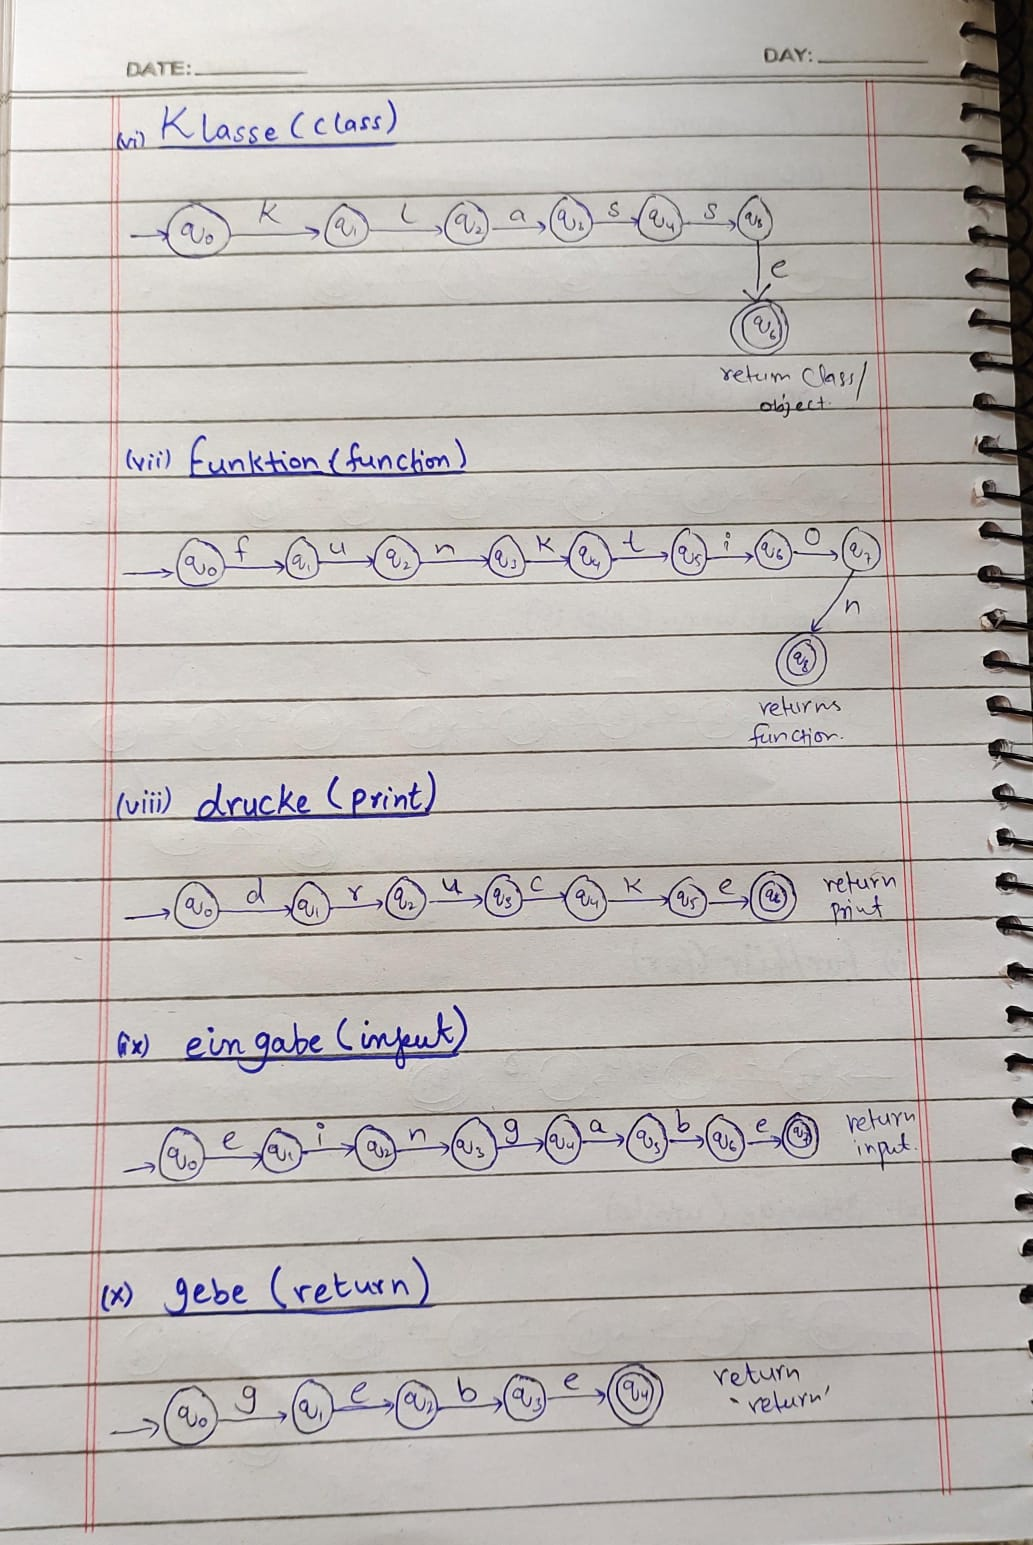 DATE: DAY:
(vi) Klasse (class)
→ q₀ K → q₁ l → q₂ a → q₃ s → q₄ s → q₅
e
q₆
return Class/
object.
(vii) funktion (function)
→ q₀ f → q₁ u → q₂ n → q₃ k → q₄ t → q₅ i → q₆ o → q₇
n
q₈
returns
function.
(viii) drucke (print)
→ q₀ d → q₁ r → q₂ u → q₃ c → q₄ k → q₅ e → q₆ return
print
(ix) eingabe (input)
→ q₀ e → q₁ i → q₂ n → q₃ g → q₄ a → q₅ b → q₆ e → q₇ return
input.
(x) gebe (return)
→ q₀ g → q₁ e → q₂ b → q₃ e → q₄ return
'return'